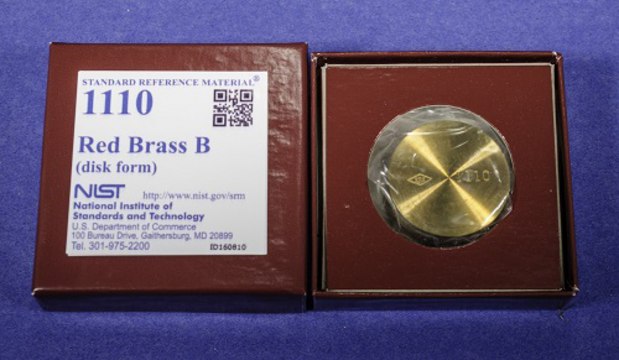 STANDARD REFERENCE MATERIAL®
1110
Red Brass B
(disk form)
NIST http://www.nist.gov/srm
National Institute of
Standards and Technology
U.S. Department of Commerce
100 Bureau Drive, Gaithersburg, MD 20899
Tel. 301-975-2200 ID160810
1110